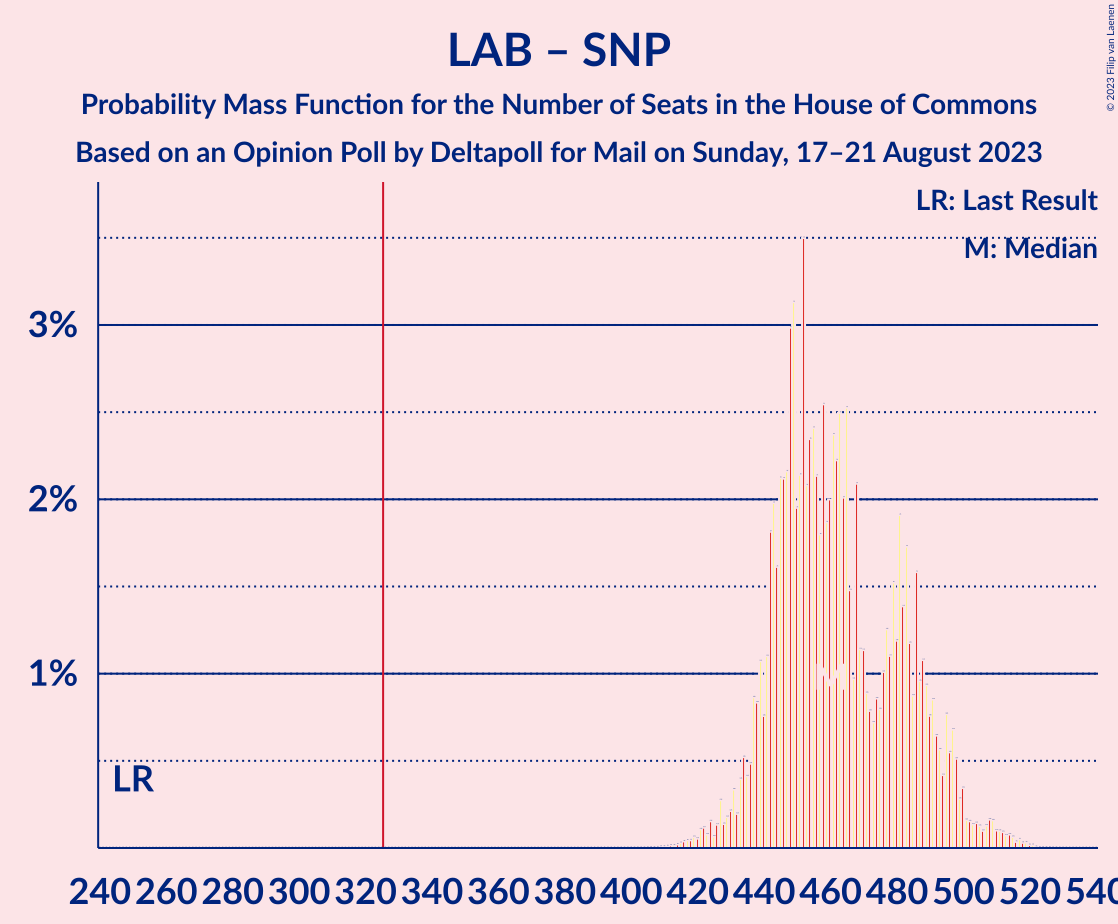 LAB – SNP
Probability Mass Function for the Number of Seats in the House of Commons
Based on an Opinion Poll by Deltapoll for Mail on Sunday, 17–21 August 2023
© 2023 Filip van Laenen
LR: Last Result
M: Median
3%
2%
1%
LR
240 260 280 300 320 340 360 380 400 420 440 460 480 500 520 540